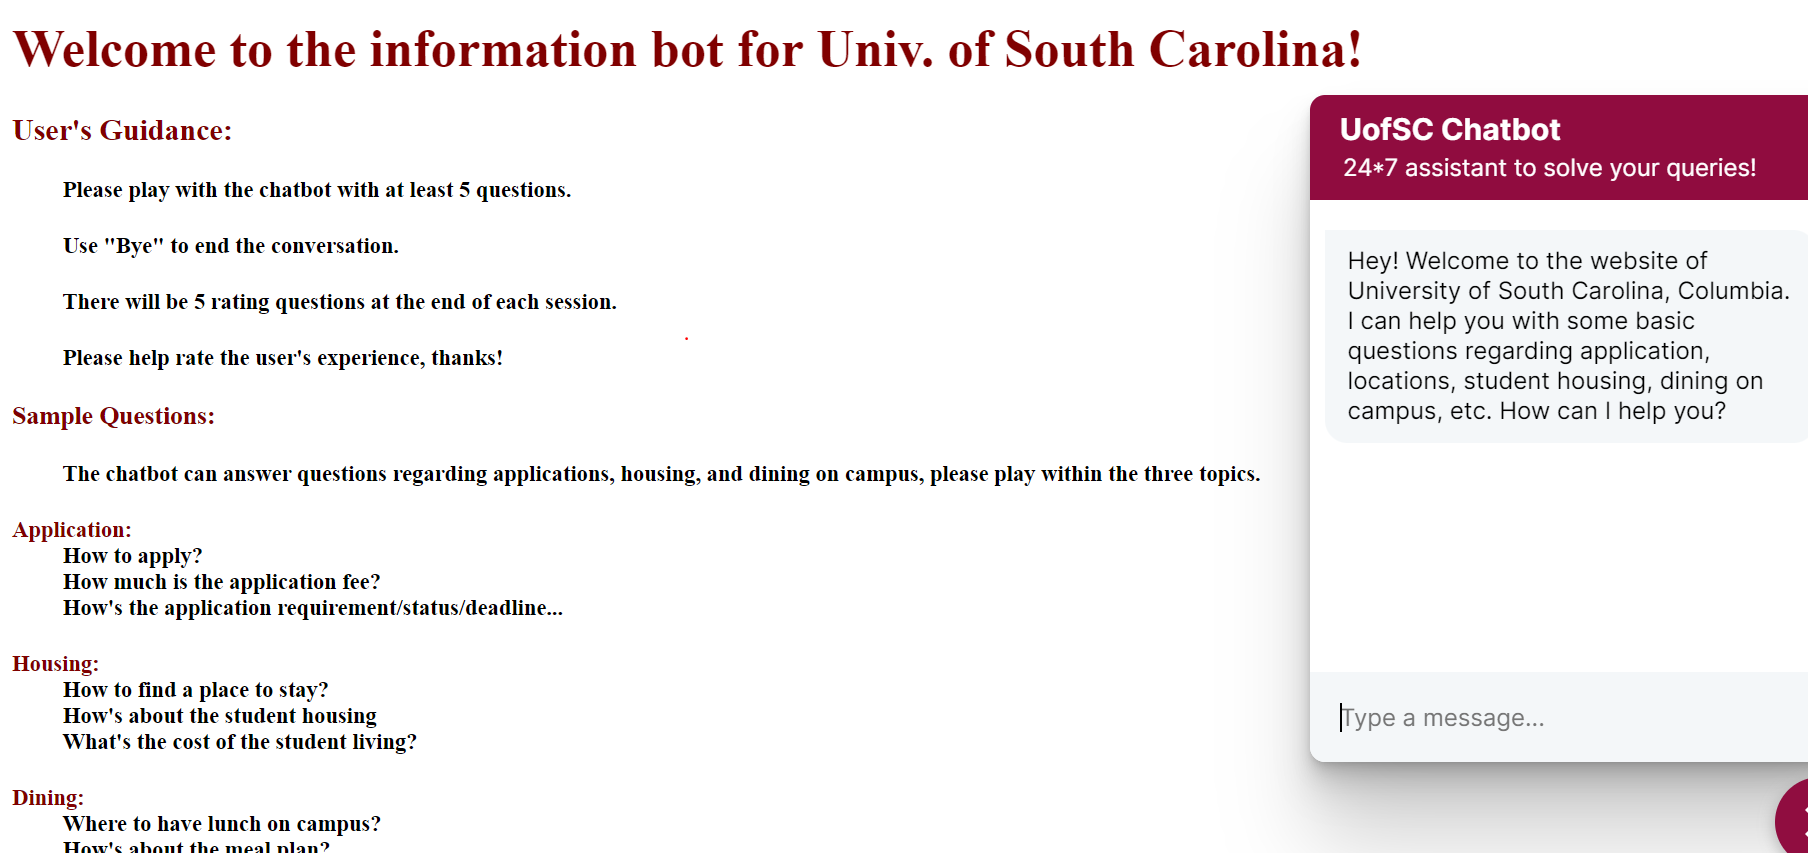 Welcome to the information bot for Univ. of South Carolina!
User's Guidance:
Please play with the chatbot with at least 5 questions.
Use "Bye" to end the conversation.
There will be 5 rating questions at the end of each session.
Please help rate the user's experience, thanks!
Sample Questions:
The chatbot can answer questions regarding applications, housing, and dining on campus, please play within the three topics.
Application:
How to apply?
How much is the application fee?
How's the application requirement/status/deadline...
Housing:
How to find a place to stay?
How's about the student housing
What's the cost of the student living?
Dining:
Where to have lunch on campus?
How's about the meal plan?
UofSC Chatbot
24*7 assistant to solve your queries!
Hey! Welcome to the website of
University of South Carolina, Columbia.
I can help you with some basic
questions regarding application,
locations, student housing, dining on
campus, etc. How can I help you?
Type a message...